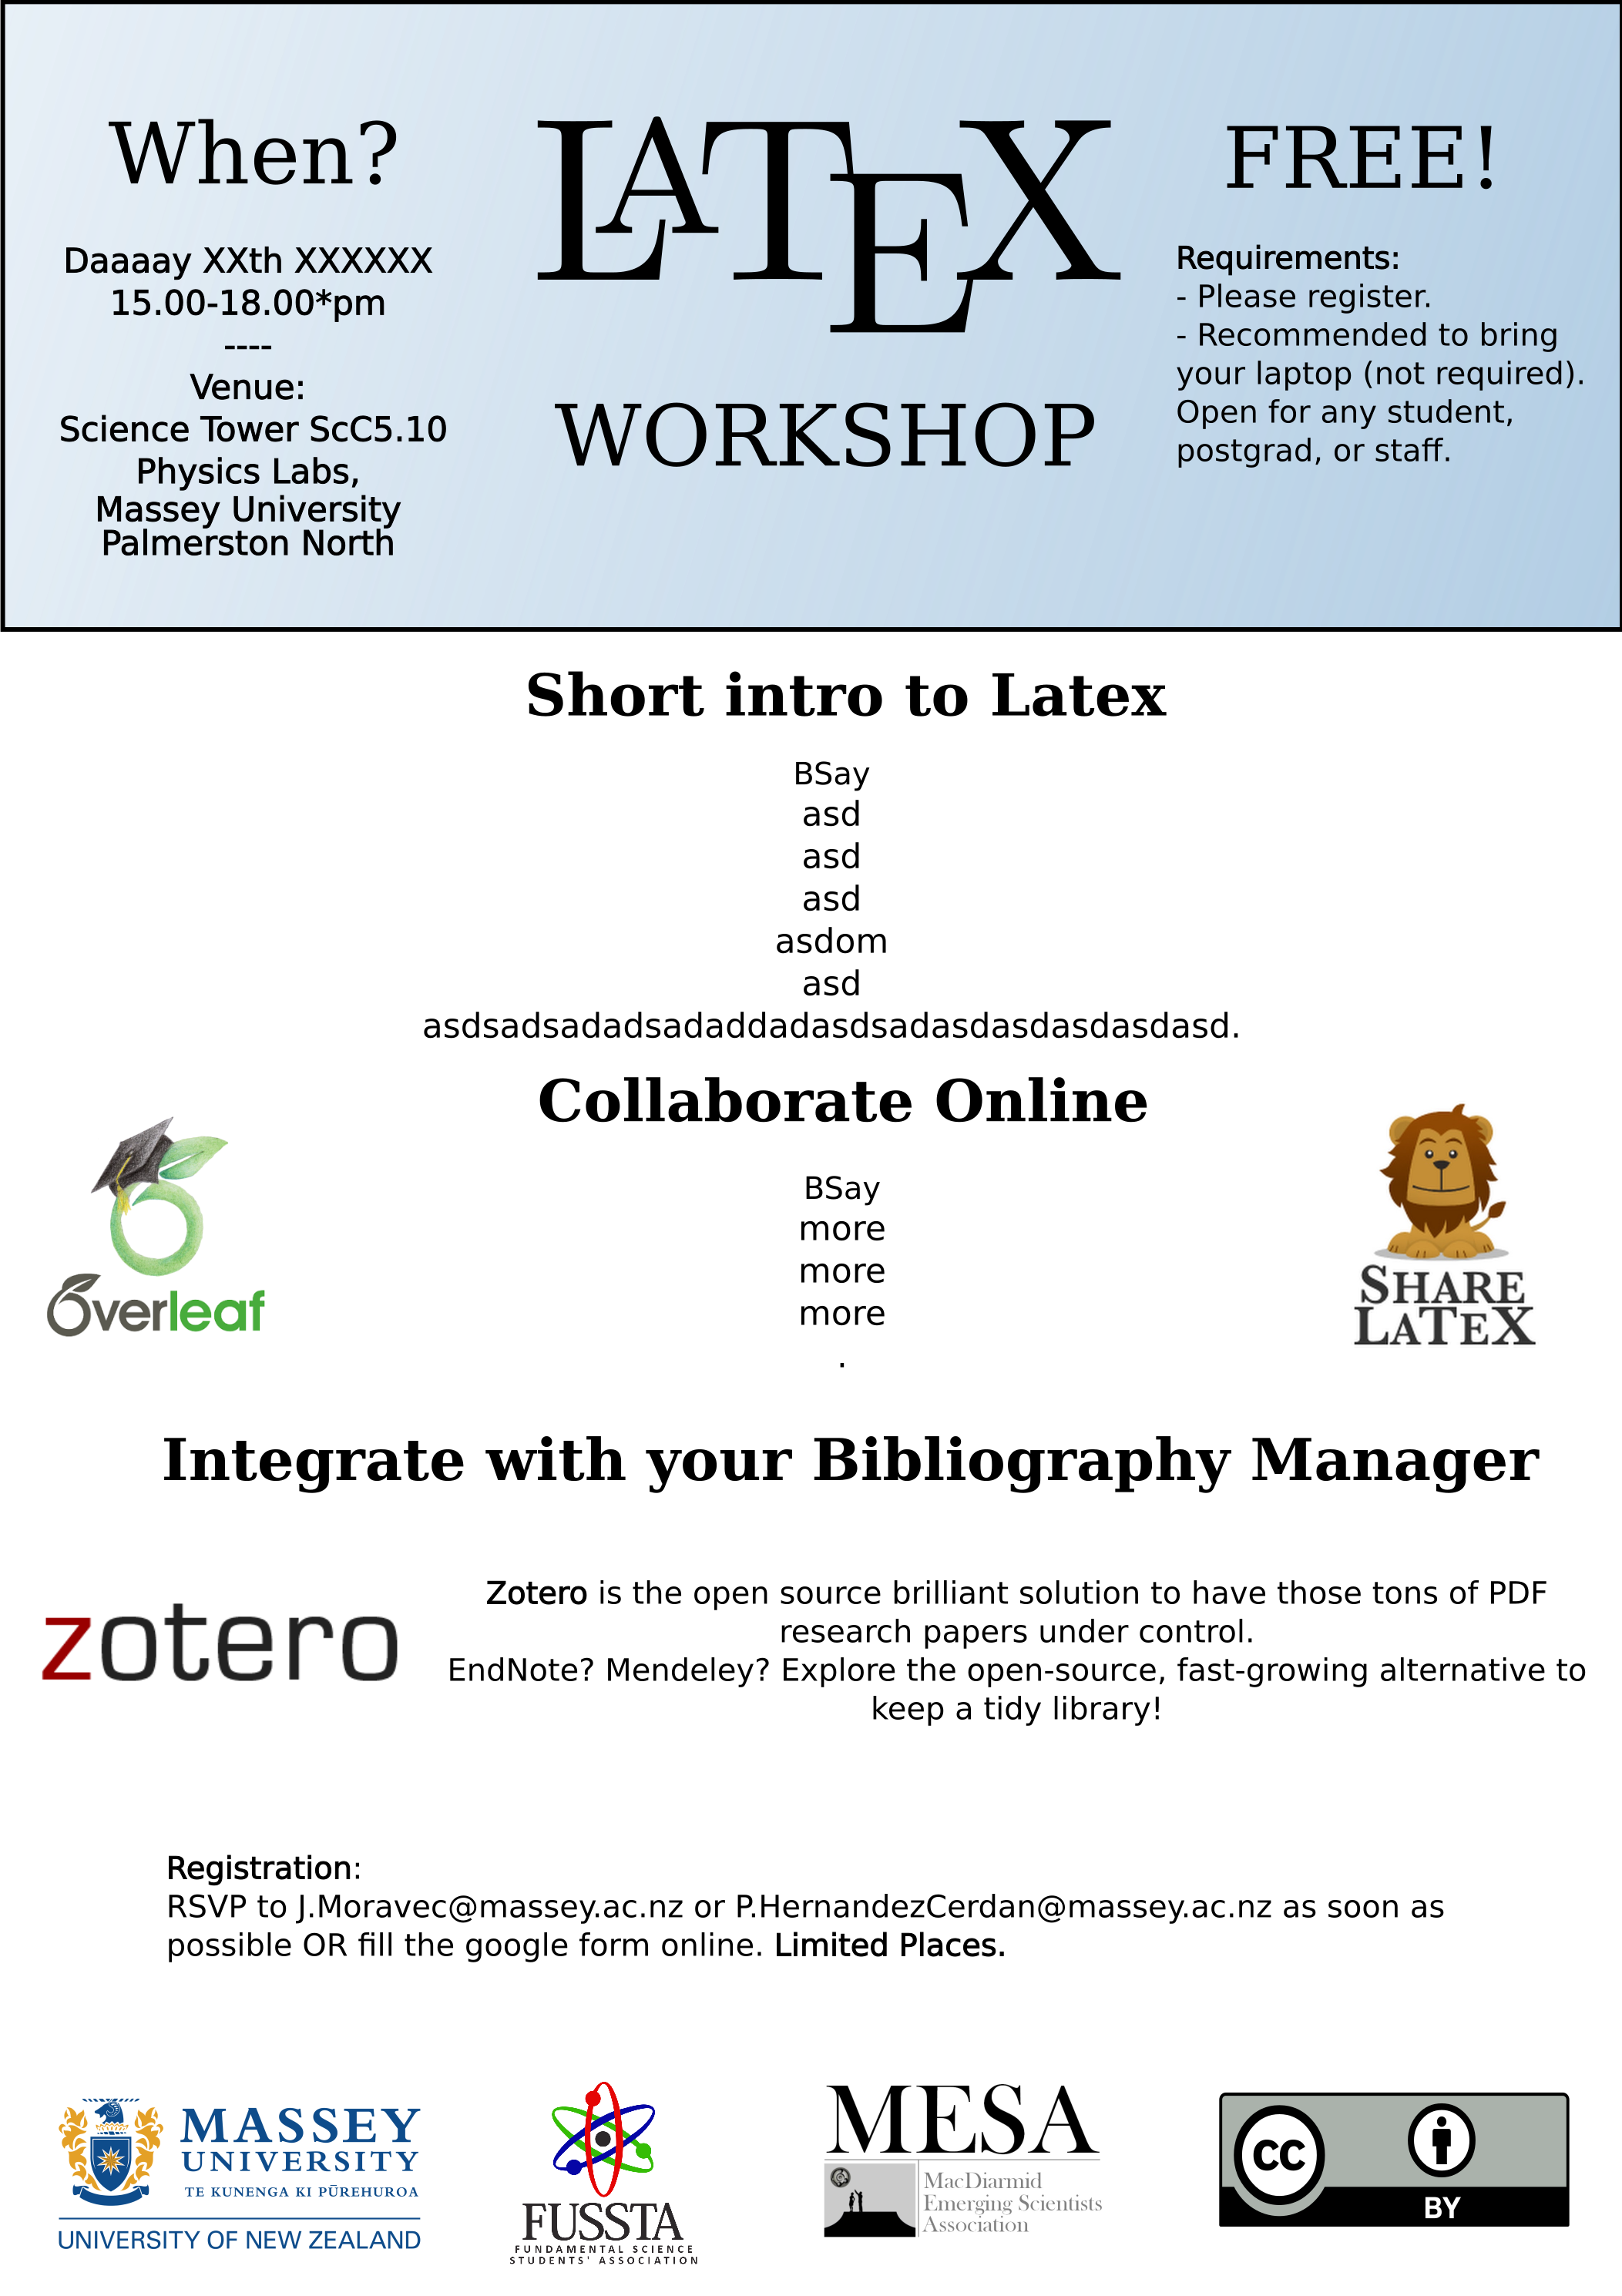 When?
Daaaay XXth XXXXXX
15.00-18.00*pm
----
Venue:
Science Tower ScC5.10
Physics Labs,
Massey University
Palmerston North
LATEX
WORKSHOP
FREE!
Requirements:
- Please register.
- Recommended to bring
your laptop (not required).
Open for any student,
postgrad, or staff.
Short intro to Latex
BSay
asd
asd
asd
asdom
asd
asdsadsadadsadaddadasdsadasdasdasdasdasd.
Collaborate Online
Overleaf
BSay
more
more
more
.
SHARE
LATEX
Integrate with your Bibliography Manager
zotero
Zotero is the open source brilliant solution to have those tons of PDF
research papers under control.
EndNote? Mendeley? Explore the open-source, fast-growing alternative to
keep a tidy library!
Registration:
RSVP to J.Moravec@massey.ac.nz or P.HernandezCerdan@massey.ac.nz as soon as
possible OR fill the google form online. Limited Places.
MASSEY
UNIVERSITY
TE KUNENGA KI PŪREHUROA
UNIVERSITY OF NEW ZEALAND
FUSSTA
FUNDAMENTAL SCIENCE
STUDENTS' ASSOCIATION
MESA
MacDiarmid
Emerging Scientists
Association
CC
BY